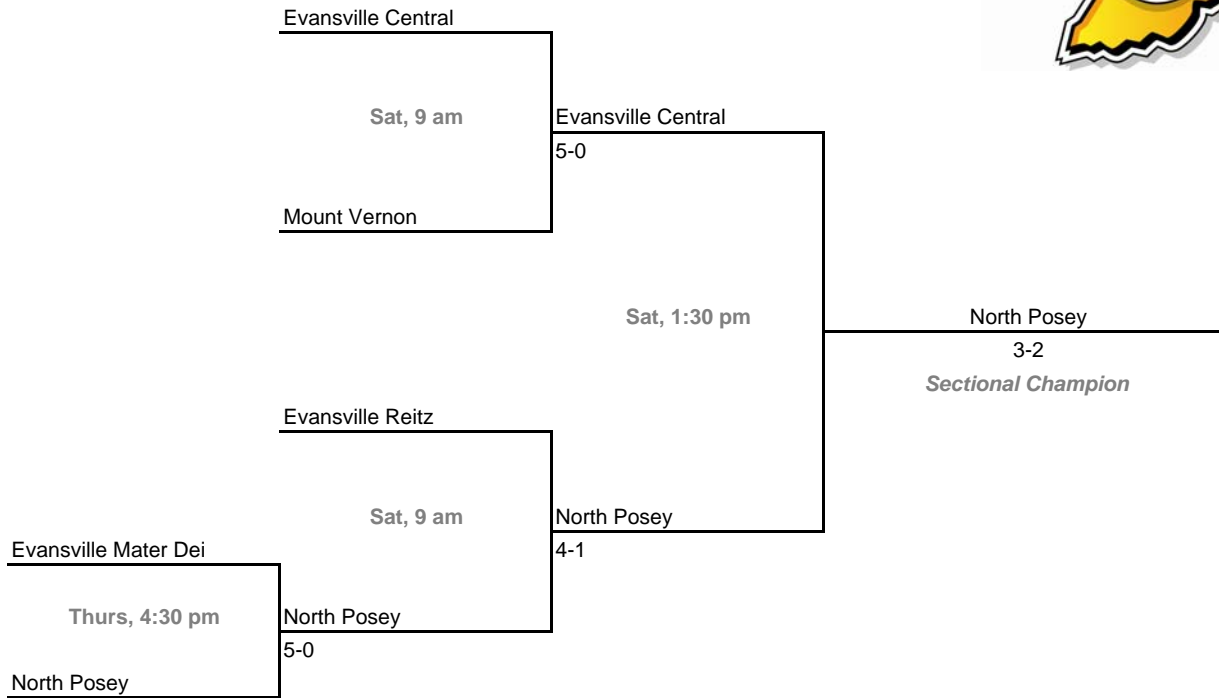 Evansville Central
Sat, 9 am
Evansville Central
5-0
Mount Vernon
Sat, 1:30 pm
North Posey
3-2
Sectional Champion
Evansville Reitz
Sat, 9 am
North Posey
4-1
Evansville Mater Dei
Thurs, 4:30 pm
North Posey
5-0
North Posey